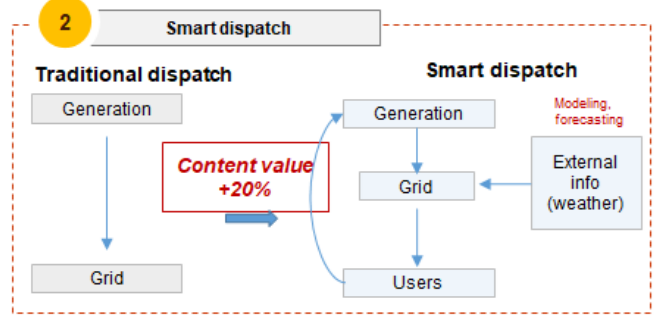 2
Smart dispatch
Traditional dispatch
Generation
Grid
Content value
+20%
Smart dispatch
Generation
Grid
Users
Modeling,
forecasting
External
info
(weather)